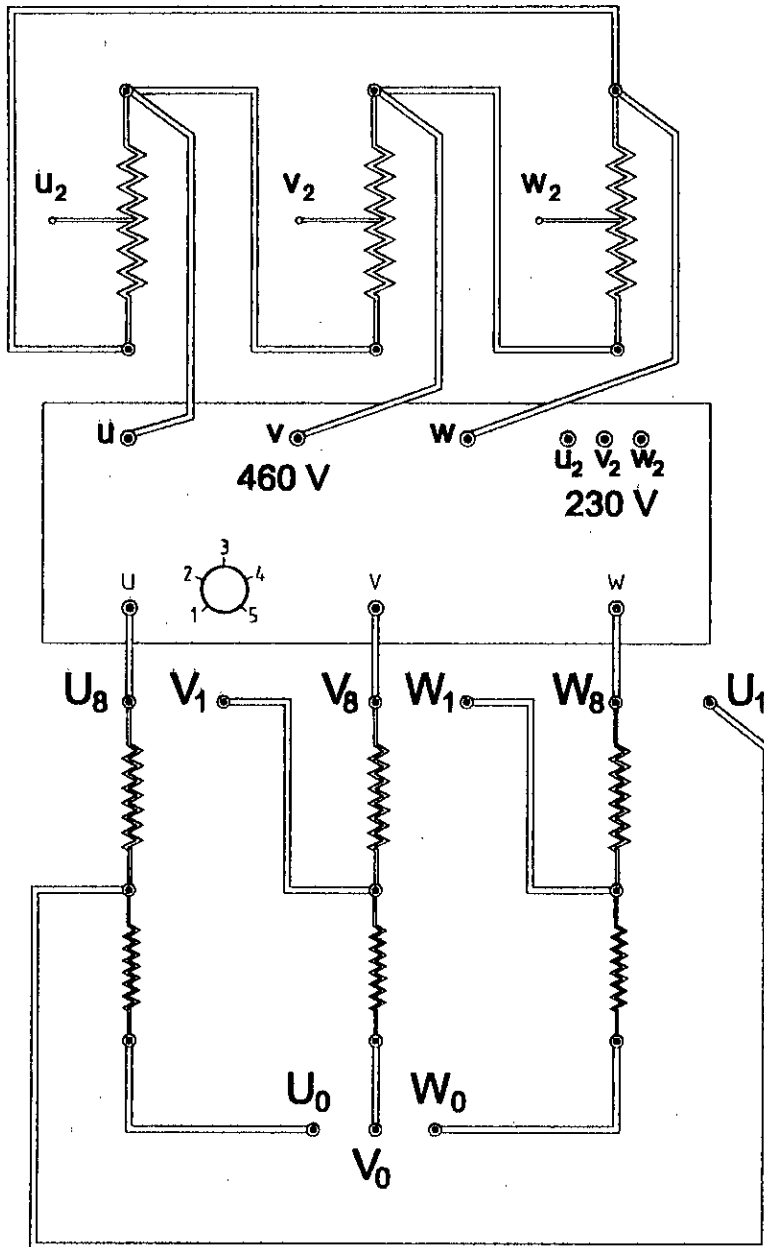 u₂ v₂ w₂
u v w
u₂ v₂ w₂
460 V
230 V
3
2 4
1 5
U V W
U₈ V₁ V₈ W₁ W₈ U₁
U₀ W₀
V₀